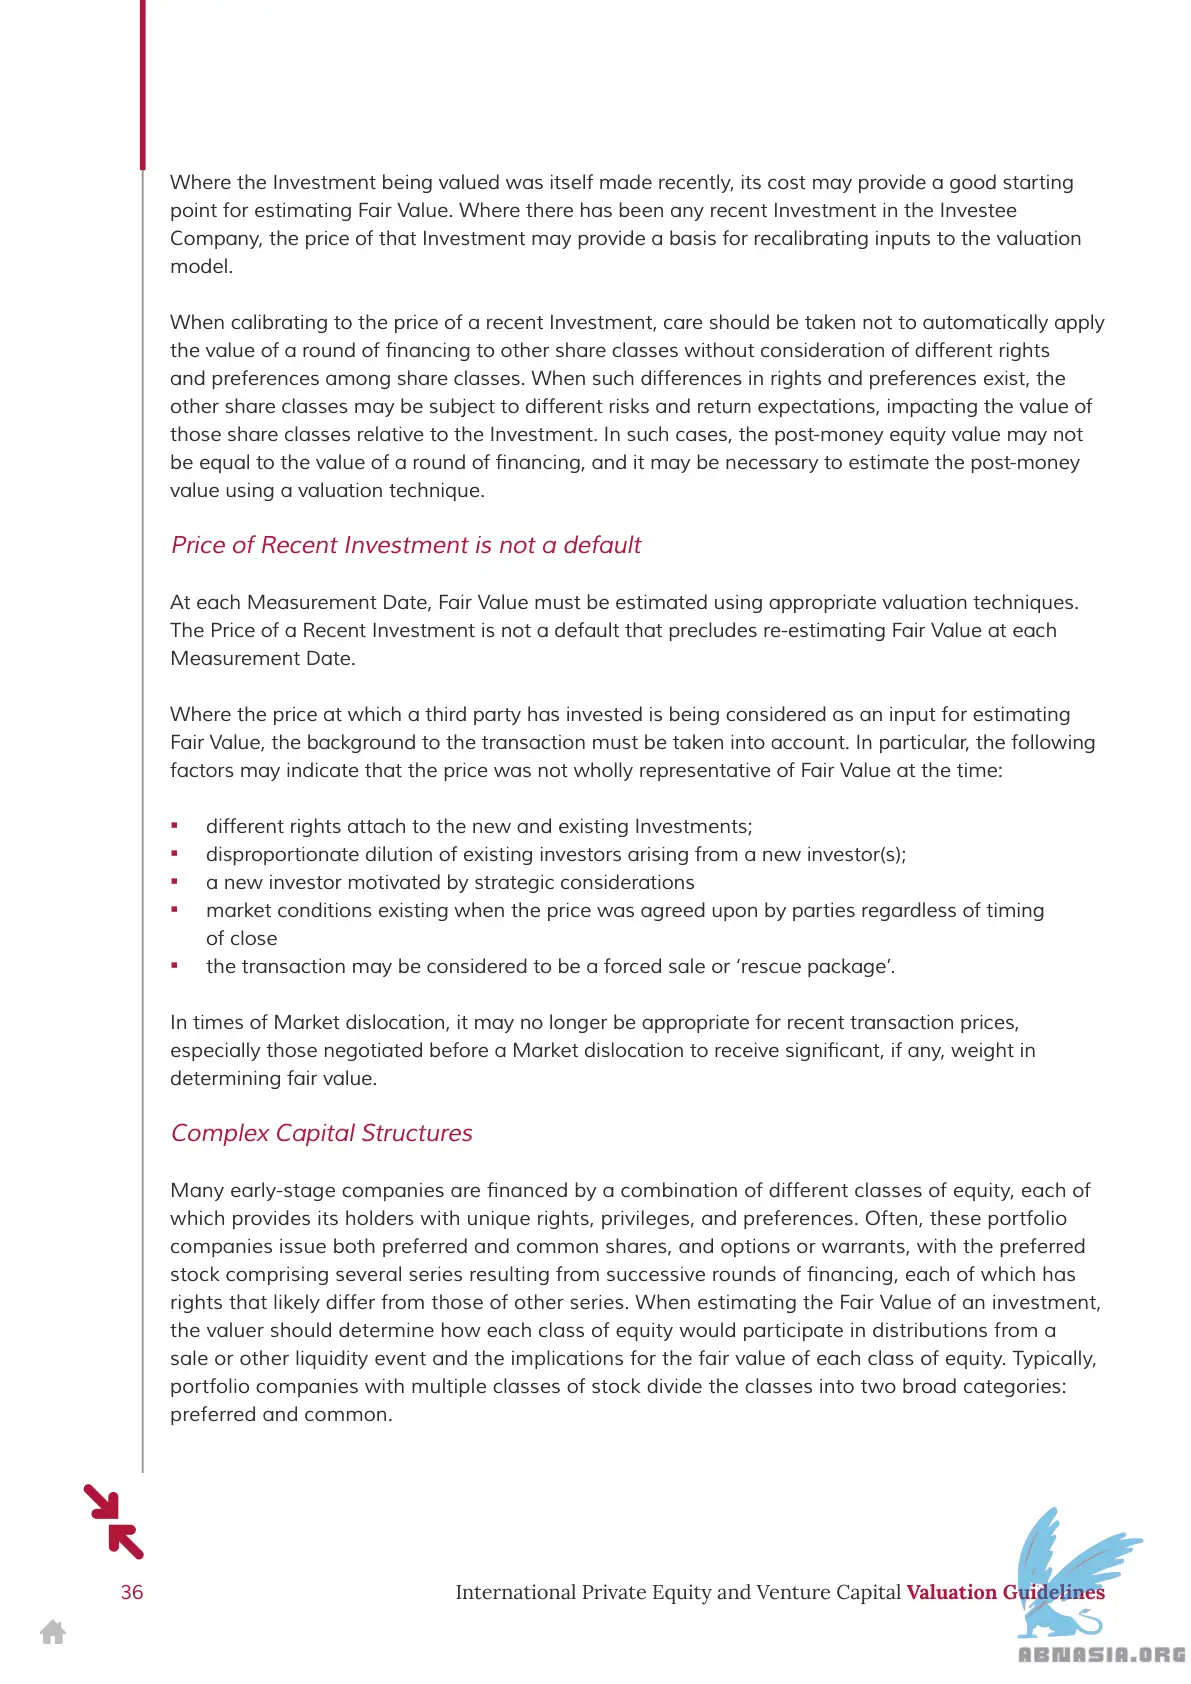 Where the Investment being valued was itself made recently, its cost may provide a good starting
point for estimating Fair Value. Where there has been any recent Investment in the Investee
Company, the price of that Investment may provide a basis for recalibrating inputs to the valuation
model.
When calibrating to the price of a recent Investment, care should be taken not to automatically apply
the value of a round of financing to other share classes without consideration of different rights
and preferences among share classes. When such differences in rights and preferences exist, the
other share classes may be subject to different risks and return expectations, impacting the value of
those share classes relative to the Investment. In such cases, the post-money equity value may not
be equal to the value of a round of financing, and it may be necessary to estimate the post-money
value using a valuation technique.
Price of Recent Investment is not a default
At each Measurement Date, Fair Value must be estimated using appropriate valuation techniques.
The Price of a Recent Investment is not a default that precludes re-estimating Fair Value at each
Measurement Date.
Where the price at which a third party has invested is being considered as an input for estimating
Fair Value, the background to the transaction must be taken into account. In particular, the following
factors may indicate that the price was not wholly representative of Fair Value at the time:
▪ different rights attach to the new and existing Investments;
▪ disproportionate dilution of existing investors arising from a new investor(s);
▪ a new investor motivated by strategic considerations
▪ market conditions existing when the price was agreed upon by parties regardless of timing
of close
▪ the transaction may be considered to be a forced sale or ‘rescue package’.
In times of Market dislocation, it may no longer be appropriate for recent transaction prices,
especially those negotiated before a Market dislocation to receive significant, if any, weight in
determining fair value.
Complex Capital Structures
Many early-stage companies are financed by a combination of different classes of equity, each of
which provides its holders with unique rights, privileges, and preferences. Often, these portfolio
companies issue both preferred and common shares, and options or warrants, with the preferred
stock comprising several series resulting from successive rounds of financing, each of which has
rights that likely differ from those of other series. When estimating the Fair Value of an investment,
the valuer should determine how each class of equity would participate in distributions from a
sale or other liquidity event and the implications for the fair value of each class of equity. Typically,
portfolio companies with multiple classes of stock divide the classes into two broad categories:
preferred and common.
36
International Private Equity and Venture Capital Valuation Guidelines
ABNASIA.ORG